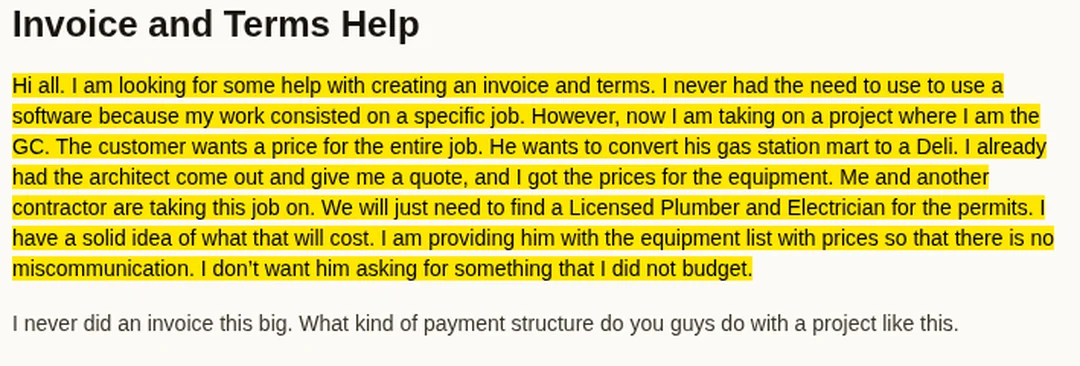 Invoice and Terms Help
Hi all. I am looking for some help with creating an invoice and terms. I never had the need to use to use a
software because my work consisted on a specific job. However, now I am taking on a project where I am the
GC. The customer wants a price for the entire job. He wants to convert his gas station mart to a Deli. I already
had the architect come out and give me a quote, and I got the prices for the equipment. Me and another
contractor are taking this job on. We will just need to find a Licensed Plumber and Electrician for the permits. I
have a solid idea of what that will cost. I am providing him with the equipment list with prices so that there is no
miscommunication. I don’t want him asking for something that I did not budget.
I never did an invoice this big. What kind of payment structure do you guys do with a project like this.